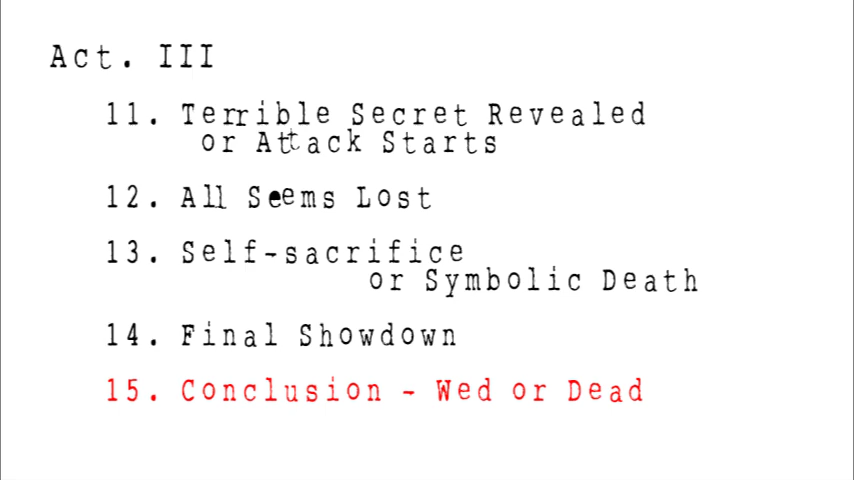 Act. III
11. Terrible Secret Revealed
or Attack Starts
12. All Seems Lost
13. Self-sacrifice
or Symbolic Death
14. Final Showdown
15. Conclusion - Wed or Dead